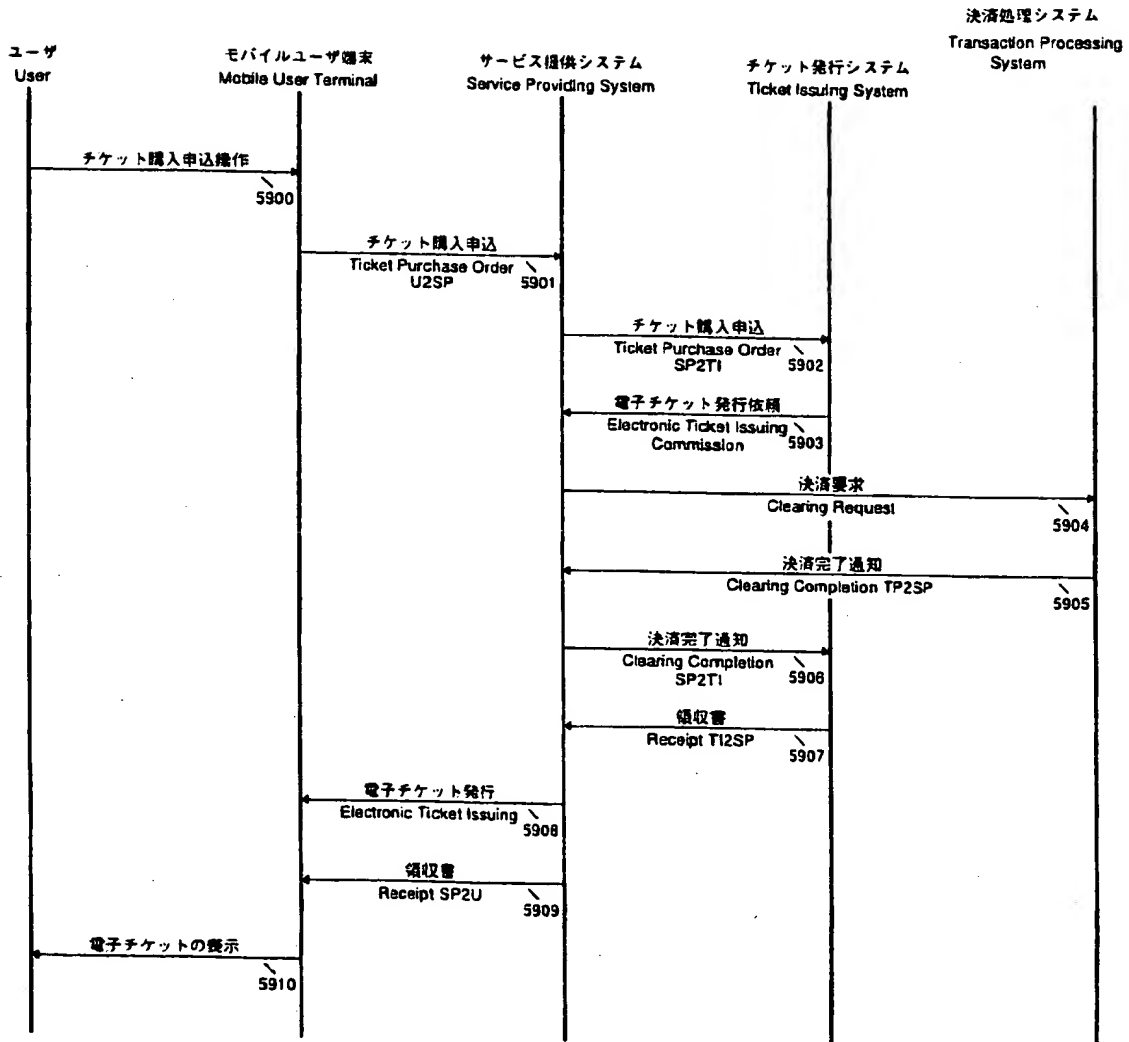 ユーザ
User
モバイルユーザ端末
Mobile User Terminal
サービス提供システム
Service Providing System
チケット発行システム
Ticket Issuing System
決済処理システム
Transaction Processing
System
チケット購入申込操作
5900
チケット購入申込
Ticket Purchase Order
U2SP
5901
チケット購入申込
Ticket Purchase Order
SP2TI
5902
電子チケット発行依頼
Electronic Ticket Issuing
Commission
5903
決済要求
Clearing Request
5904
決済完了通知
Clearing Completion TP2SP
5905
決済完了通知
Clearing Completion
SP2TI
5906
領収書
Receipt TI2SP
5907
電子チケット発行
Electronic Ticket Issuing
5908
領収書
Receipt SP2U
5909
電子チケットの表示
5910